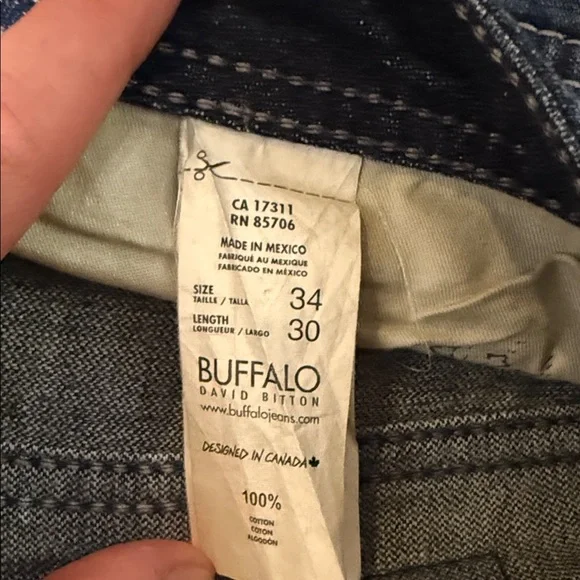 CA 17311
RN 85706
MADE IN MEXICO
FABRIQUÉ AU MEXIQUE
FABRICADO EN MÉXICO
SIZE 34
TAILLE / TALLA
LENGTH 30
LONGUEUR / LARGO
BUFFALO
DAVID BITTON
www.buffalojeans.com
DESIGNED IN CANADA
100%
COTTON
COTON
ALGODÓN